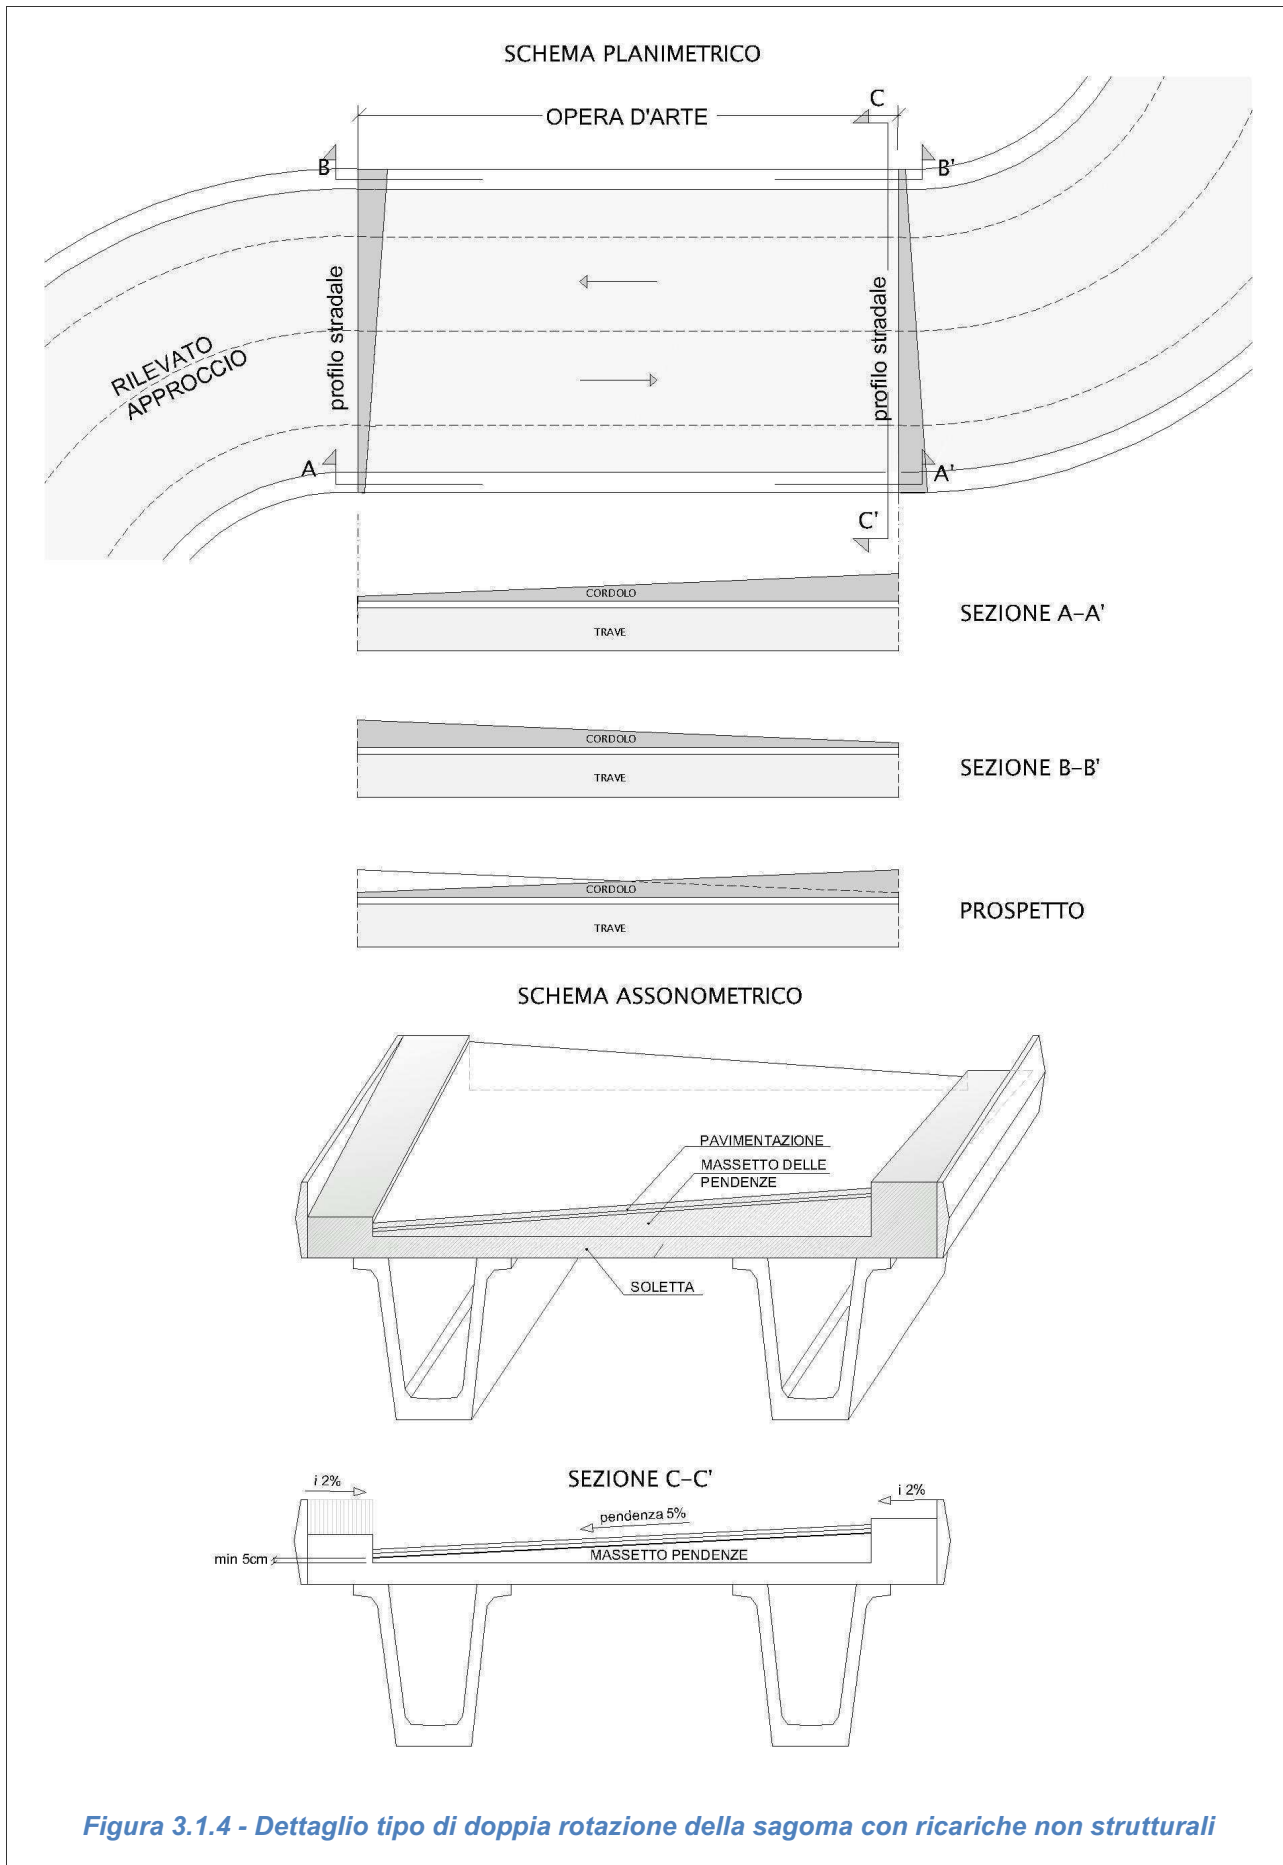 SCHEMA PLANIMETRICO
C
OPERA D'ARTE
B
B'
profilo stradale
profilo stradale
RILEVATO
APPROCCIO
A
A'
C'
CORDOLO
TRAVE
SEZIONE A-A'
CORDOLO
TRAVE
SEZIONE B-B'
CORDOLO
TRAVE
PROSPETTO
SCHEMA ASSONOMETRICO
PAVIMENTAZIONE
MASSETTO DELLE
PENDENZE
SOLETTA
SEZIONE C-C'
i 2%
i 2%
pendenza 5%
min 5cm
MASSETTO PENDENZE
Figura 3.1.4 - Dettaglio tipo di doppia rotazione della sagoma con ricariche non strutturali